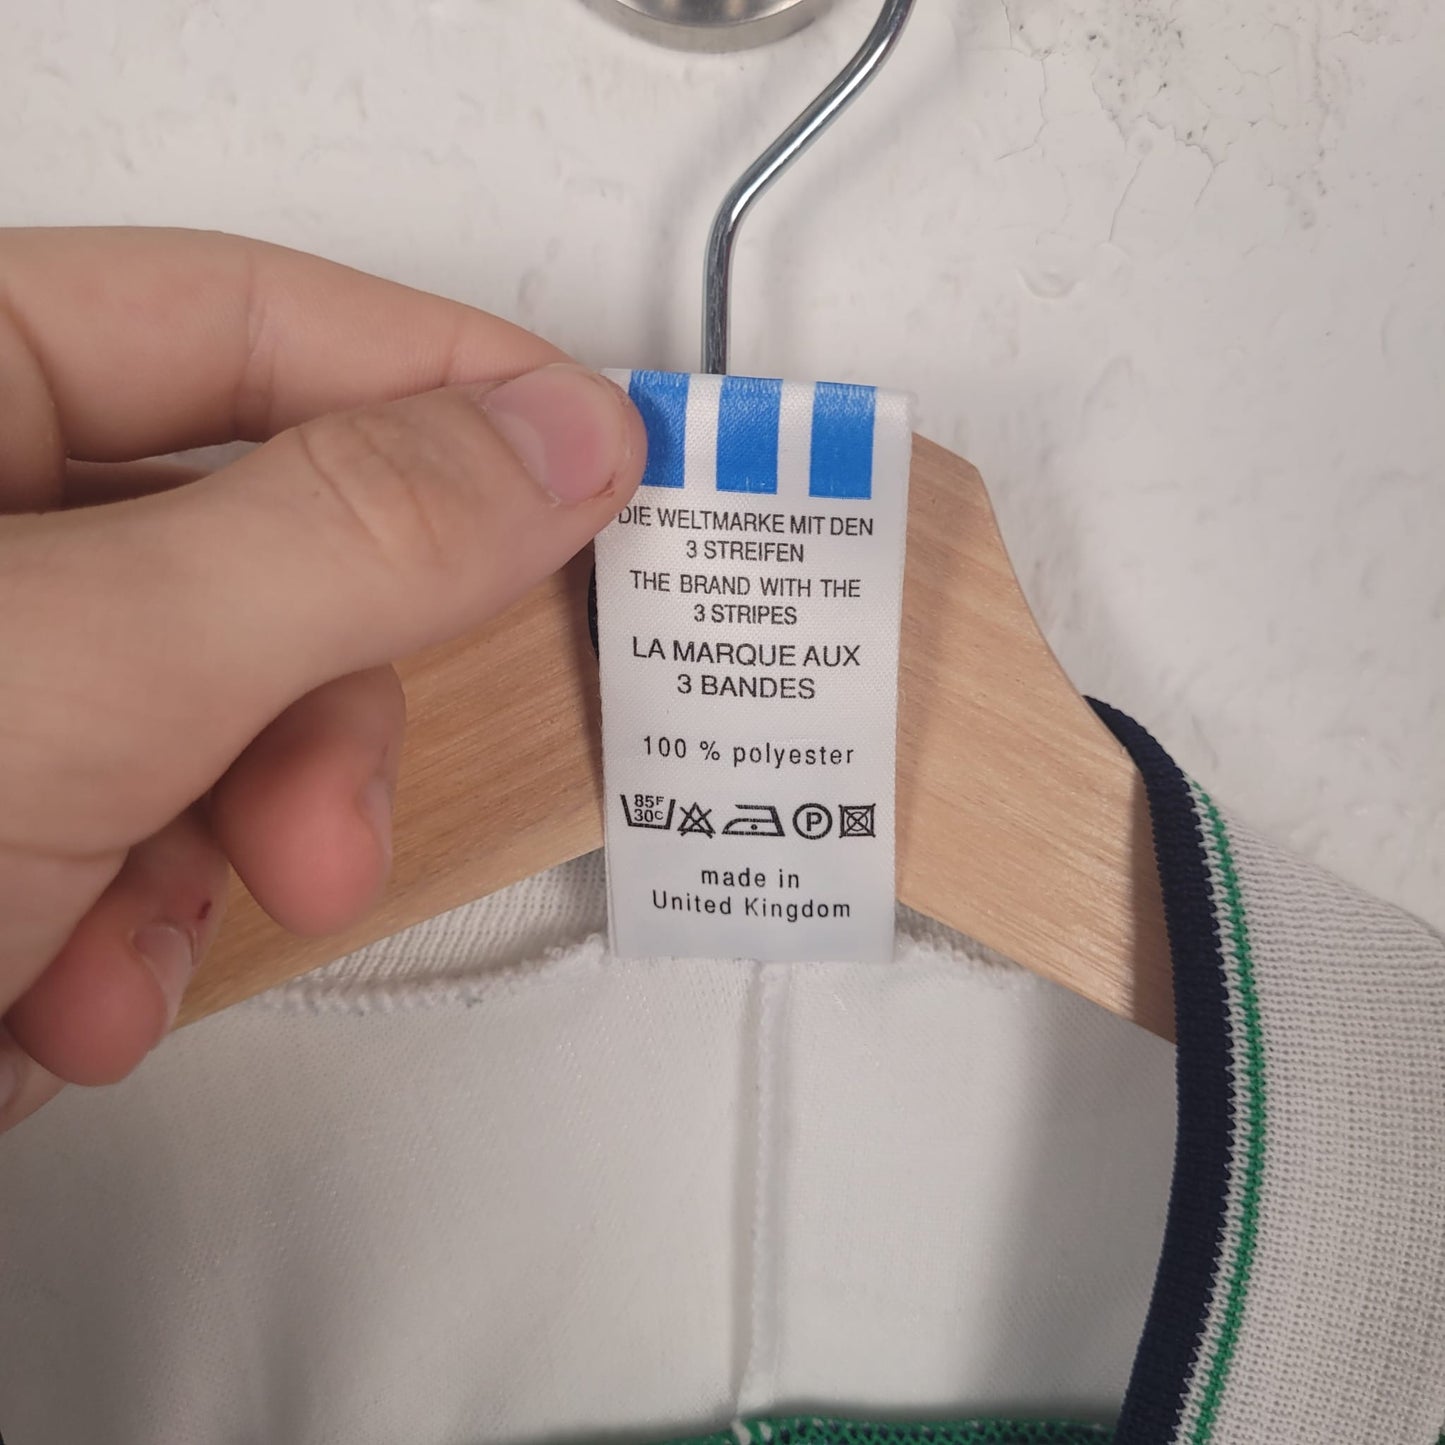 DIE WELTMARKE MIT DEN
3 STREIFEN
THE BRAND WITH THE
3 STRIPES
LA MARQUE AUX
3 BANDES
100 % polyester
85F
30C
P
made in
United Kingdom